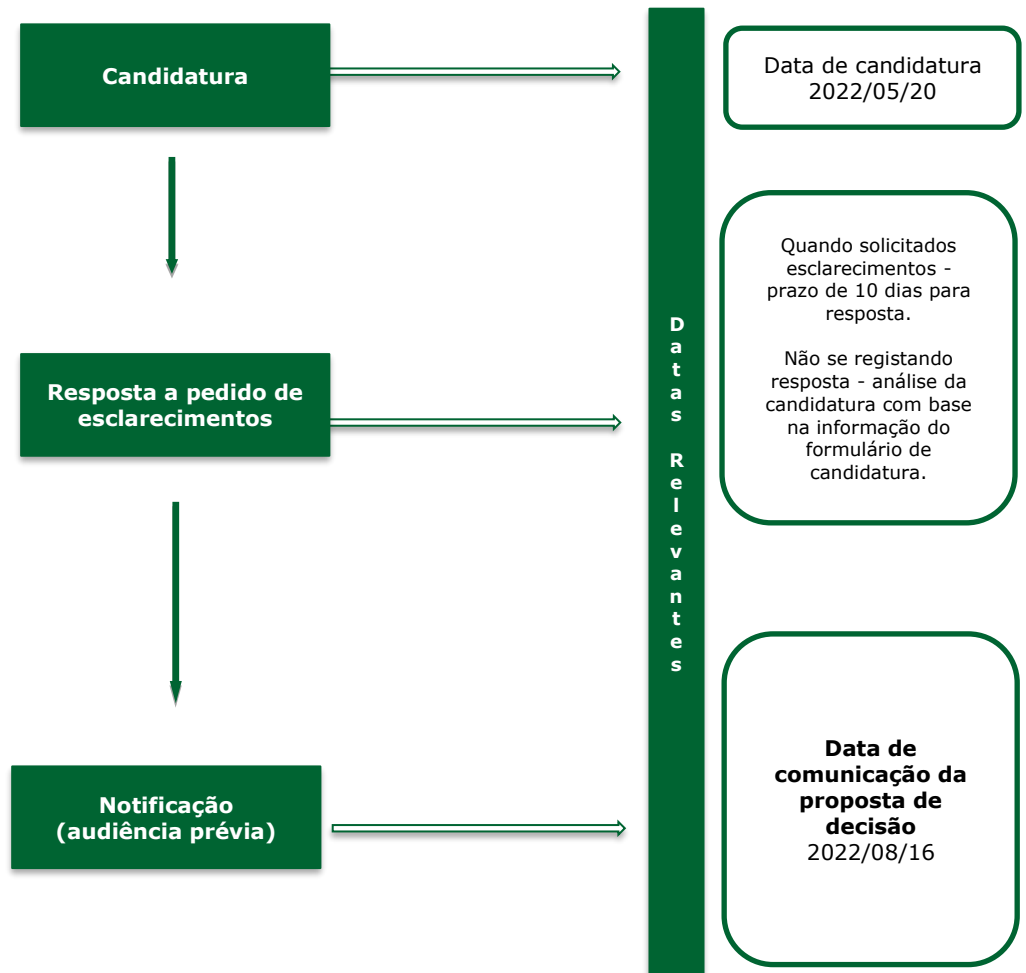 Candidatura
Data de candidatura
2022/05/20
Quando solicitados
esclarecimentos -
prazo de 10 dias para
resposta.
Não se registando
resposta - análise da
candidatura com base
na informação do
formulário de
candidatura.
Resposta a pedido de
esclarecimentos
Datas Relevantes
Notificação
(audiência prévia)
Data de
comunicação da
proposta de
decisão
2022/08/16